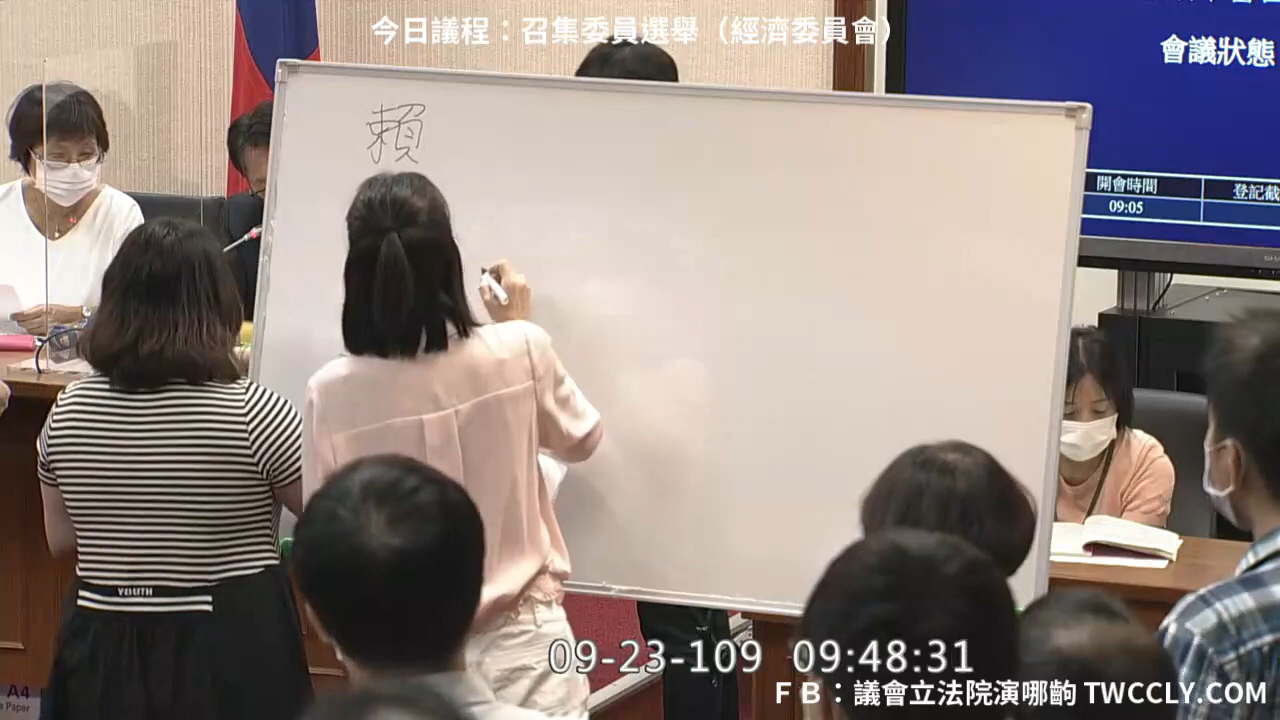 今日議程：召集委員選舉（經濟委員會）
會議狀態
賴
開會時間
登記截
09:05
YOUTH
09-23-109 09:48:31
A4
Paper
ＦＢ：議會立法院演哪齣 TWCCLY.COM